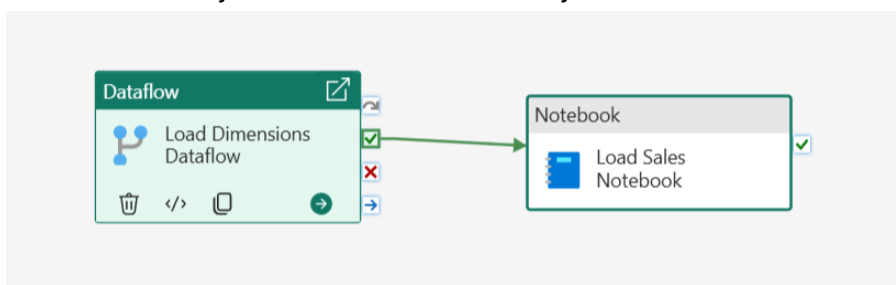 Dataflow
Load Dimensions
Dataflow
</>
Notebook
Load Sales
Notebook